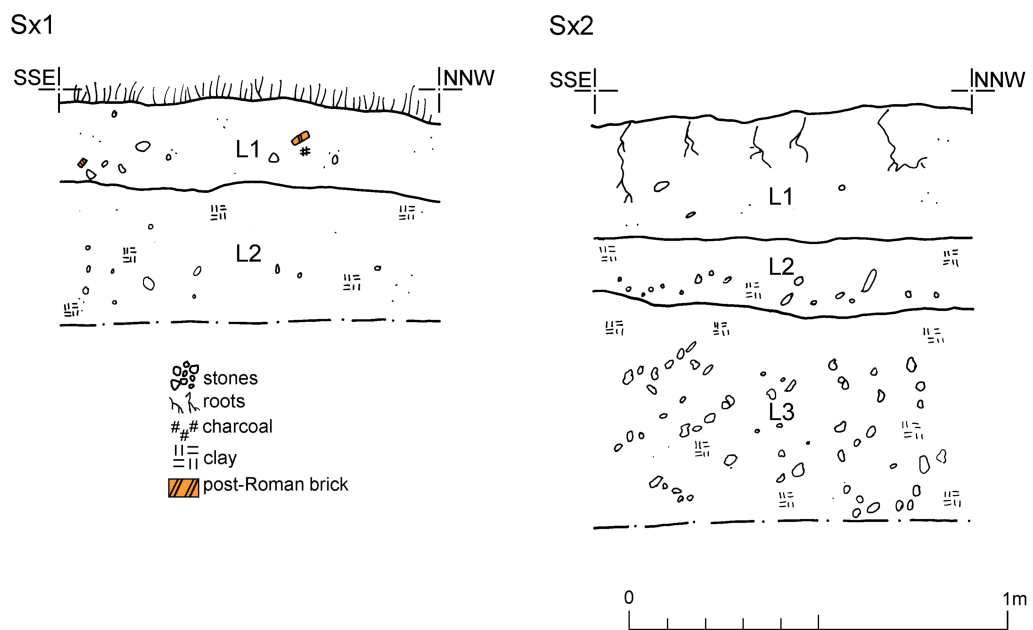 Sx1
SSE NNW
L1
L2
stones
roots
charcoal
clay
post-Roman brick
Sx2
SSE NNW
L1
L2
L3
0 1m